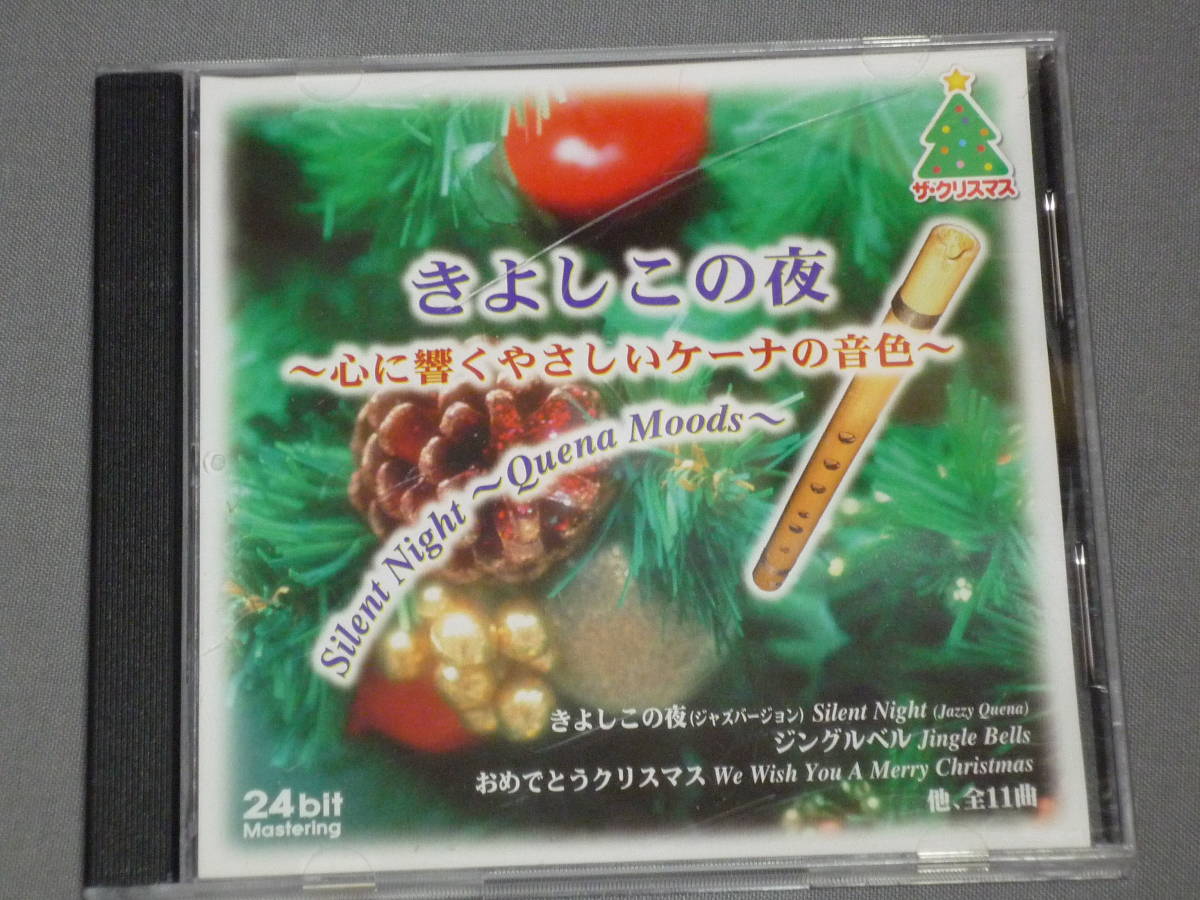 ザ・クリスマス
きよしこの夜
～心に響くやさしいケーナの音色～
Silent Night ～Quena Moods～
きよしこの夜(ジャズバージョン) Silent Night (Jazzy Quena)
ジングルベル Jingle Bells
おめでとうクリスマス We Wish You A Merry Christmas
他、全11曲
24bit
Mastering